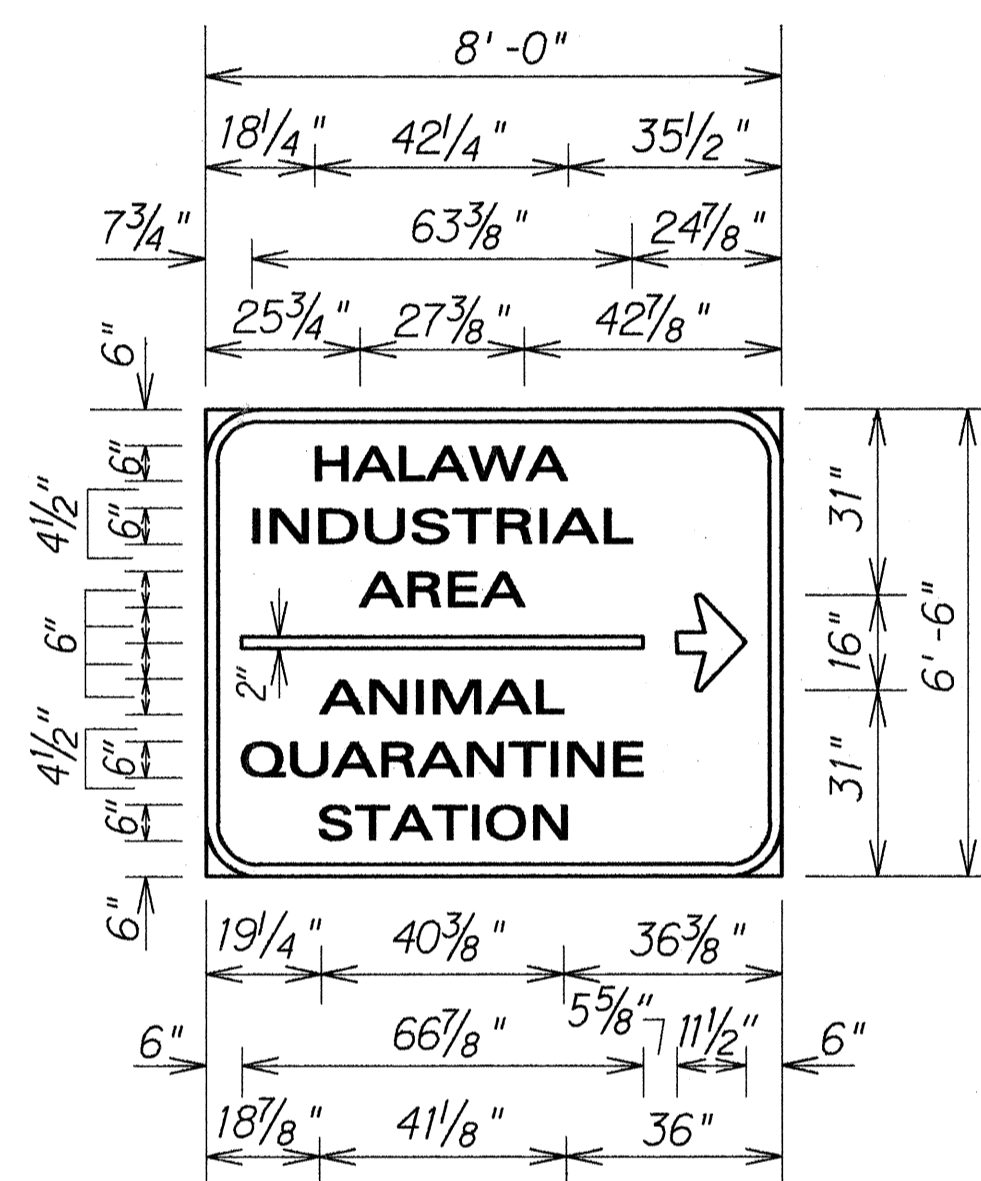 8'-0"
18 1/4" 42 1/4" 35 1/2"
7 3/4" 63 3/8" 24 7/8"
25 3/4" 27 3/8" 42 7/8"
6"
6"
4 1/2" 6"
6"
4 1/2" 6"
6"
6"
HALAWA
INDUSTRIAL
AREA
2"
ANIMAL
QUARANTINE
STATION
31"
16"
31"
6'-6"
19 1/4" 40 3/8" 36 3/8"
6" 66 7/8" 5 5/8" 11 1/2" 6"
18 7/8" 41 1/8" 36"